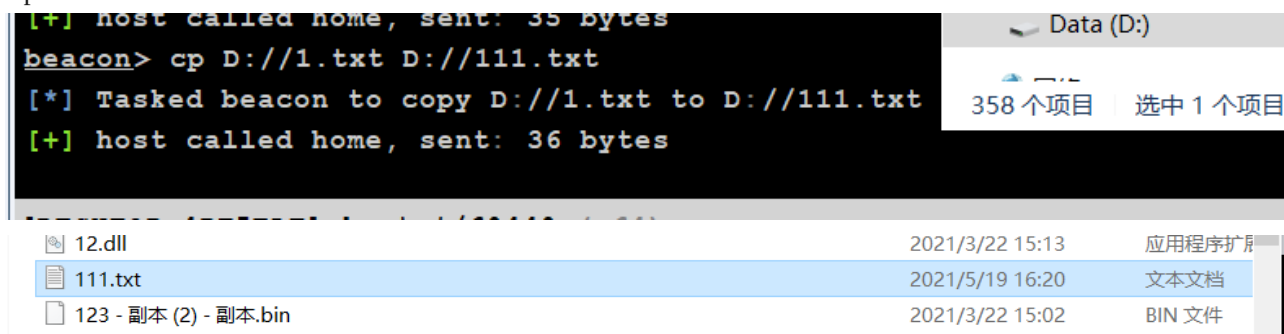 [+] host called home, sent: 35 bytes
beacon> cp D://1.txt D://111.txt
[*] Tasked beacon to copy D://1.txt to D://111.txt
[+] host called home, sent: 36 bytes
Data (D:)
358 个项目 选中 1 个项目
12.dll 2021/3/22 15:13 应用程序扩展
111.txt 2021/5/19 16:20 文本文档
123 - 副本 (2) - 副本.bin 2021/3/22 15:02 BIN 文件